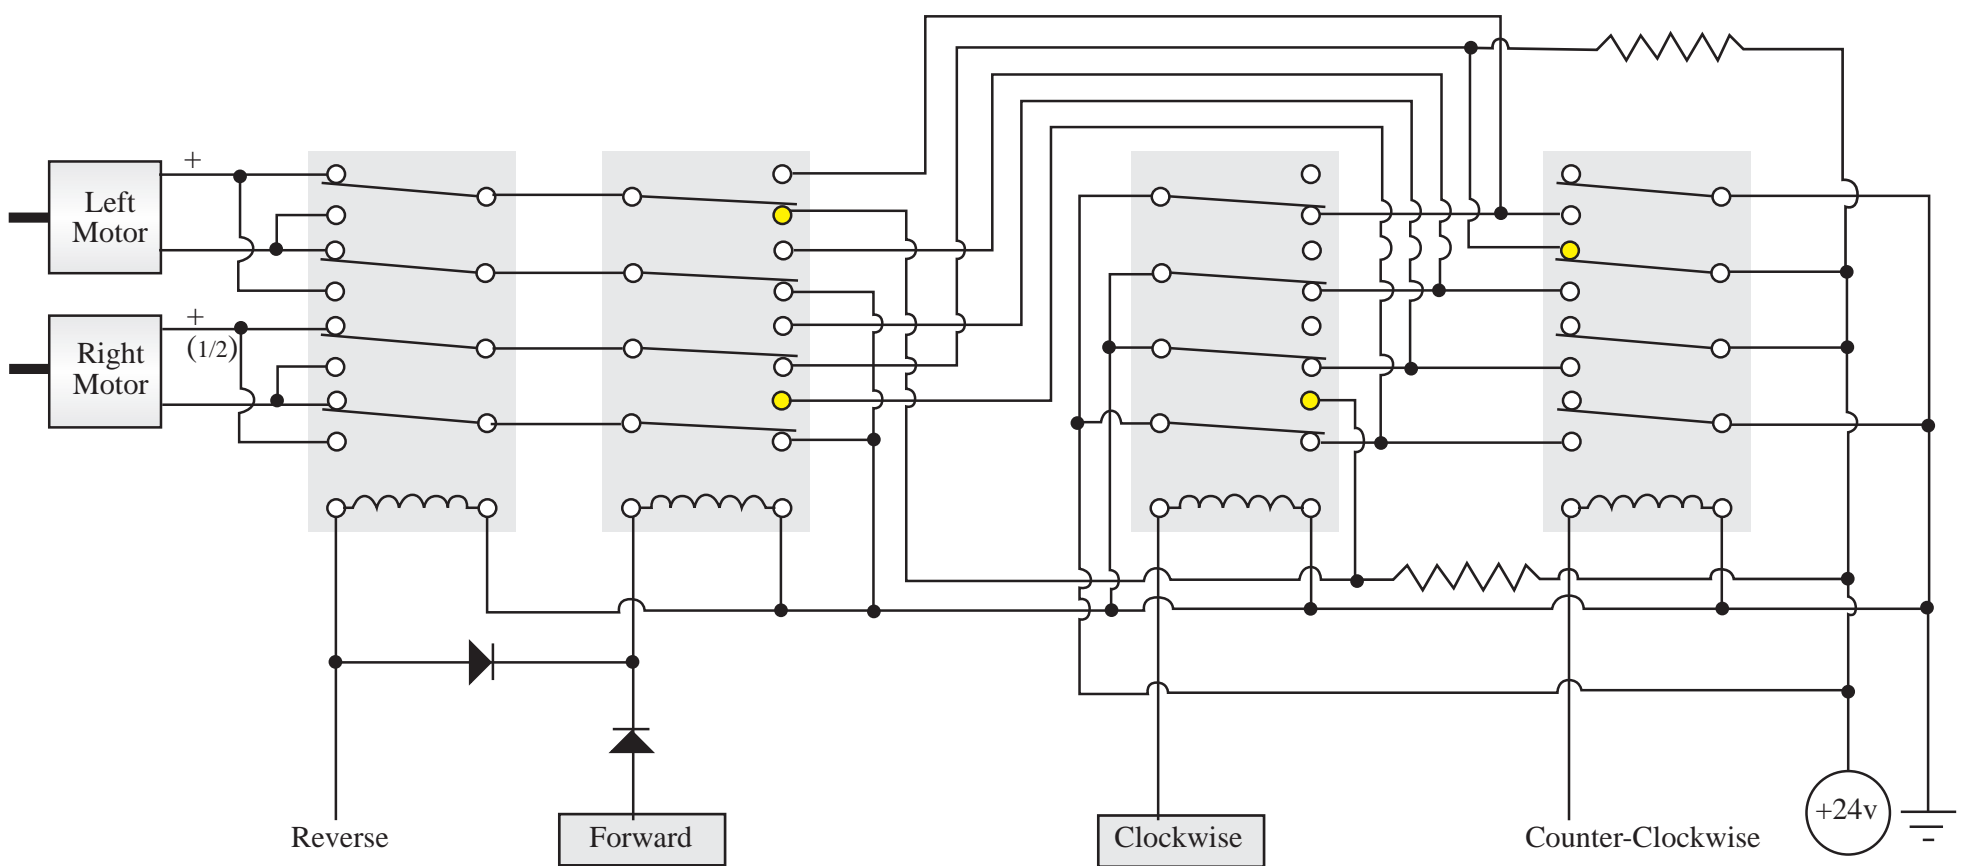 +
Left
Motor
+
(1/2)
Right
Motor
Reverse
Forward
Clockwise
Counter-Clockwise
+24v